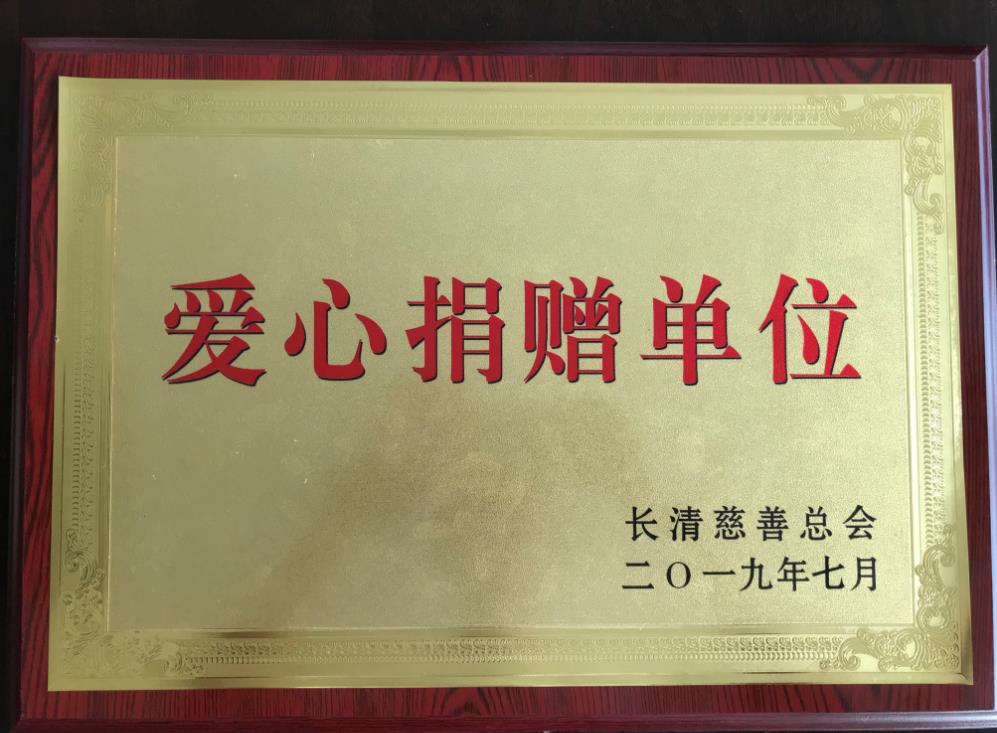 爱心捐赠单位
长清慈善总会
二〇一九年七月